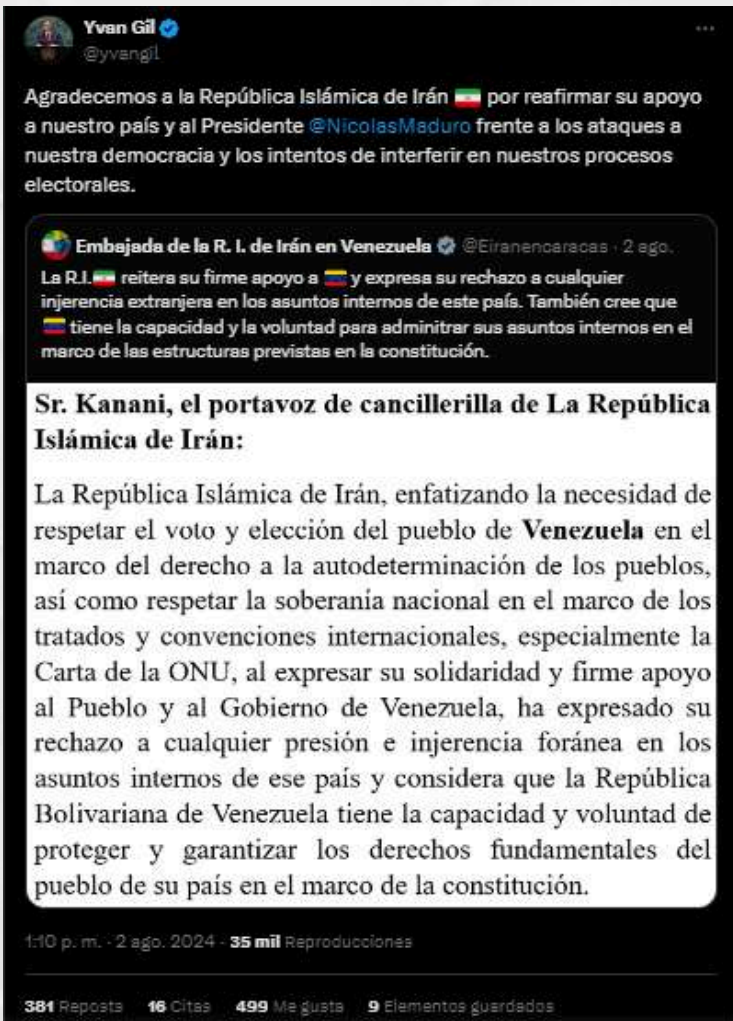 Yvan Gil
@yvangil
Agradecemos a la República Islámica de Irán 🇮🇷 por reafirmar su apoyo
a nuestro país y al Presidente @NicolasMaduro frente a los ataques a
nuestra democracia y los intentos de interferir en nuestros procesos
electorales.
Embajada de la R. I. de Irán en Venezuela @Eiranencaracas · 2 ago.
La R.I.🇮🇷 reitera su firme apoyo a 🇻🇪 y expresa su rechazo a cualquier
injerencia extranjera en los asuntos internos de este país. También cree que
🇻🇪 tiene la capacidad y la voluntad para adminitrar sus asuntos internos en el
marco de las estructuras previstas en la constitución.
Sr. Kanani, el portavoz de cancillerilla de La República
Islámica de Irán:
La República Islámica de Irán, enfatizando la necesidad de
respetar el voto y elección del pueblo de Venezuela en el
marco del derecho a la autodeterminación de los pueblos,
así como respetar la soberanía nacional en el marco de los
tratados y convenciones internacionales, especialmente la
Carta de la ONU, al expresar su solidaridad y firme apoyo
al Pueblo y al Gobierno de Venezuela, ha expresado su
rechazo a cualquier presión e injerencia foránea en los
asuntos internos de ese país y considera que la República
Bolivariana de Venezuela tiene la capacidad y voluntad de
proteger y garantizar los derechos fundamentales del
pueblo de su país en el marco de la constitución.
1:10 p. m. · 2 ago. 2024 · 35 mil Reproducciones
381 Reposts 16 Citas 499 Me gusta 9 Elementos guardados